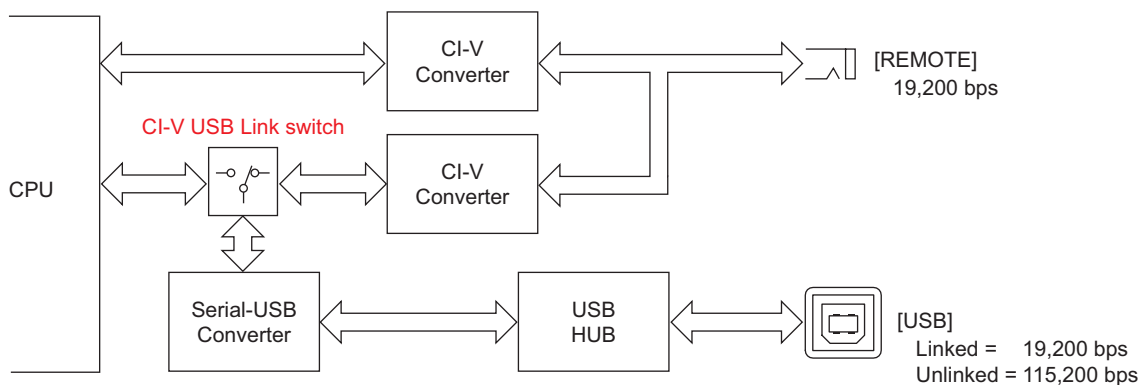 CI-V
Converter
[REMOTE]
19,200 bps
CI-V USB Link switch
CPU
CI-V
Converter
Serial-USB
Converter
USB
HUB
[USB]
Linked = 19,200 bps
Unlinked = 115,200 bps